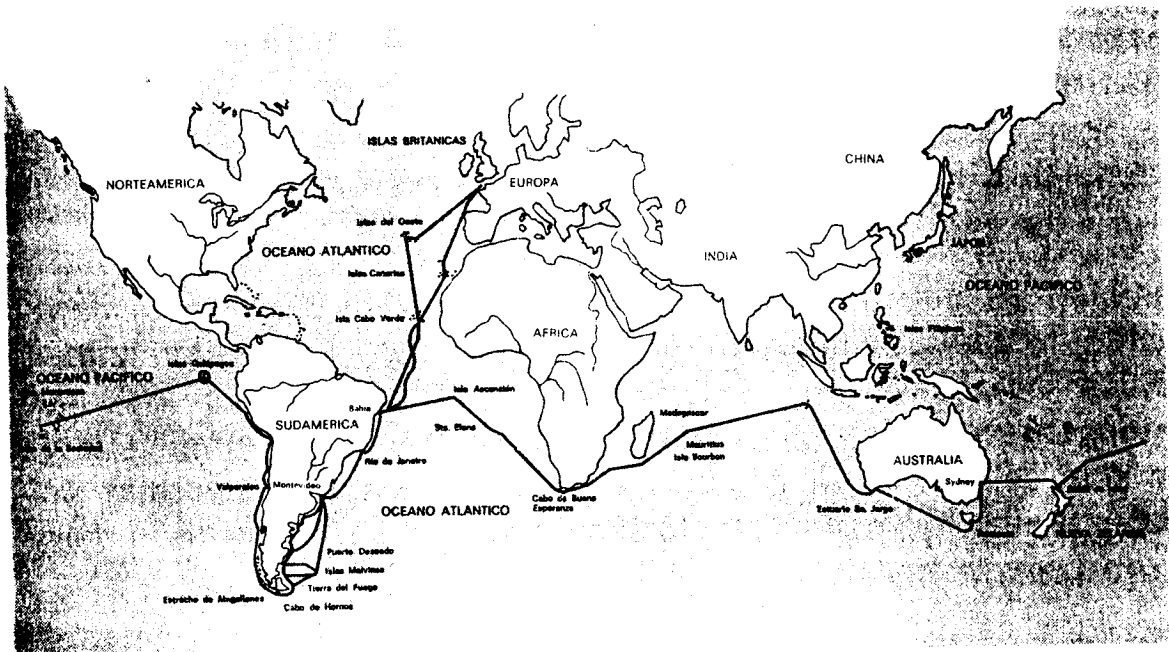 ISLAS BRITANICAS
CHINA
NORTEAMERICA
EUROPA
Islas del Oeste
JAPON
OCEANO ATLANTICO
INDIA
Islas Canarias
OCEANO PACIFICO
Isla Cabo Verde
AFRICA
Islas Filipinas
Islas Galapagos
OCEANO PACIFICO
Isla Ascensión
Bahia
Madagascar
SUDAMERICA
Sta. Elena
Mauritius
Isla Bourbon
Rio de Janeiro
AUSTRALIA
Valparaiso
Montevideo
Sydney
Cabo de Buena
Esperanza
Estuario Sn. Jorge
OCEANO ATLANTICO
Puerto Deseado
Islas Malvinas
Tierra del Fuego
Estrecho de Magallanes
Cabo de Hornos